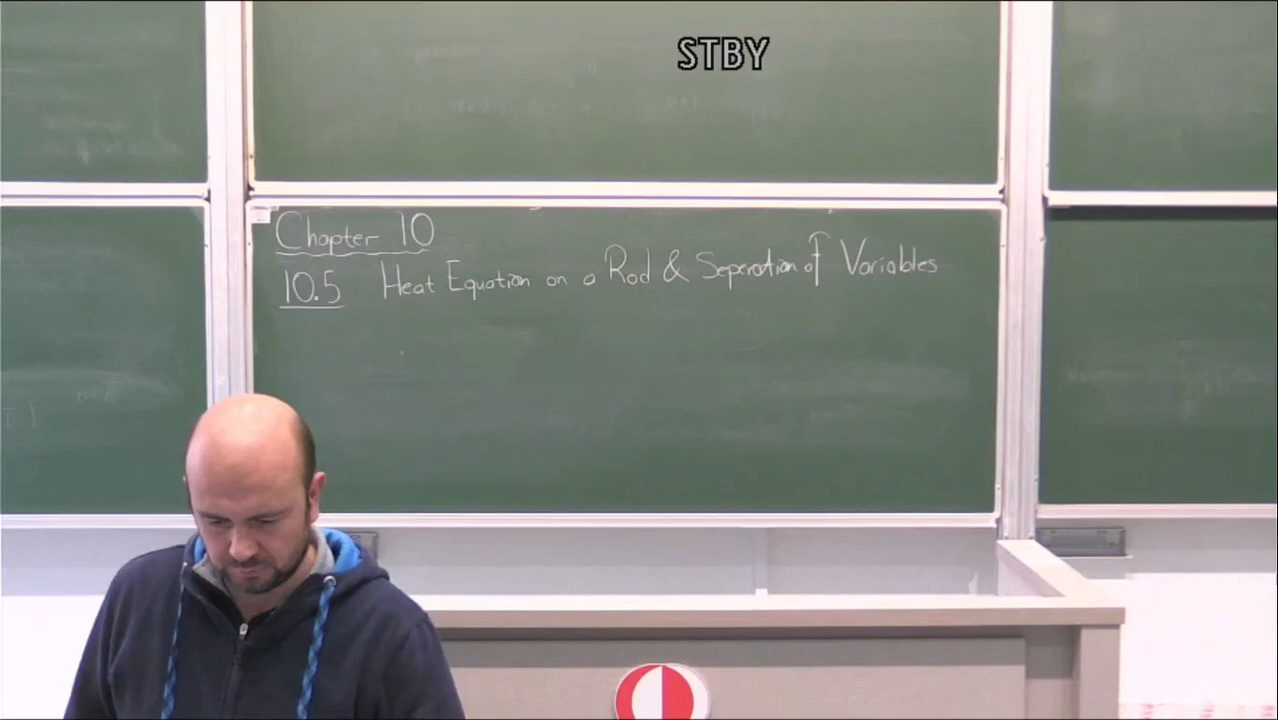 STBY
Chapter 10
10.5 Heat Equation on a Rod & Seperation of Variables